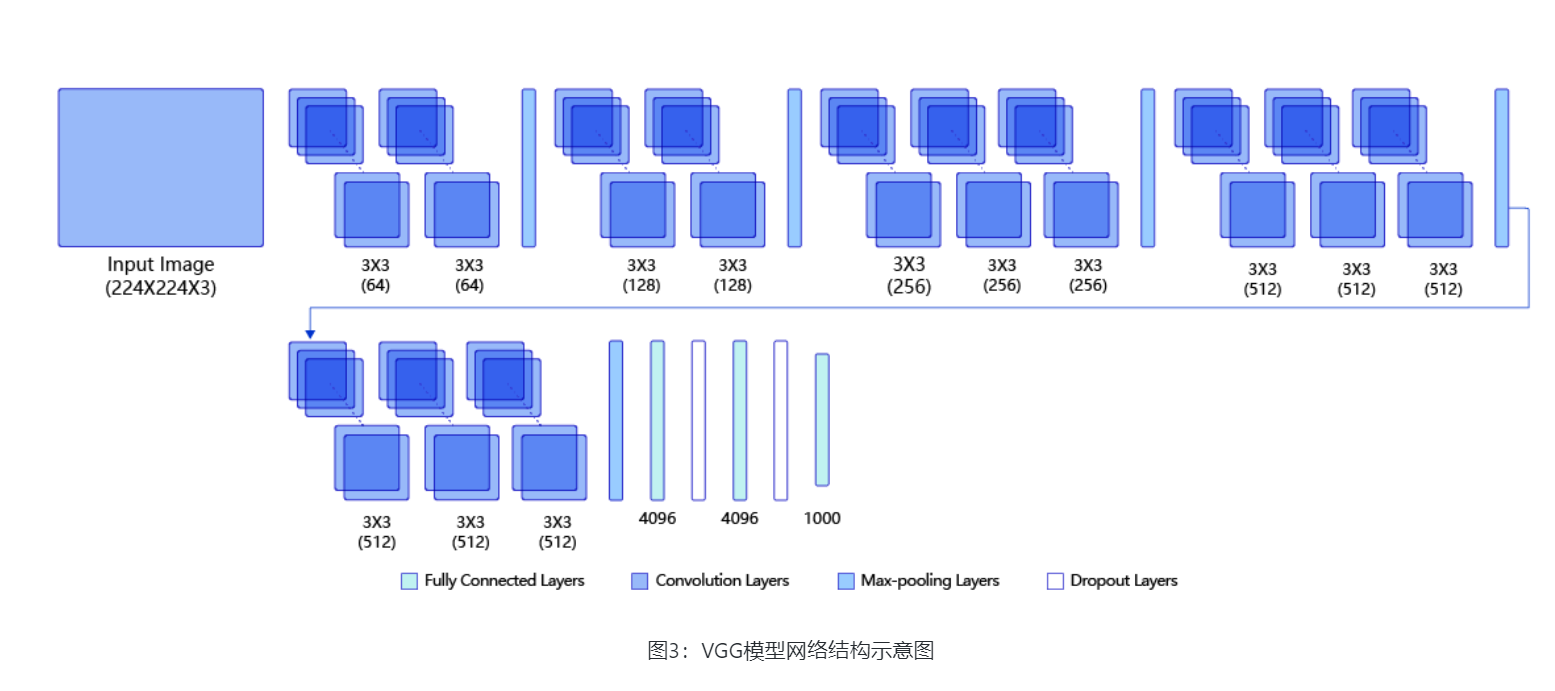 Input Image
(224X224X3)
3X3
(64)
3X3
(64)
3X3
(128)
3X3
(128)
3X3
(256)
3X3
(256)
3X3
(256)
3X3
(512)
3X3
(512)
3X3
(512)
3X3
(512)
3X3
(512)
3X3
(512)
4096
4096
1000
Fully Connected Layers
Convolution Layers
Max-pooling Layers
Dropout Layers
图3：VGG模型网络结构示意图